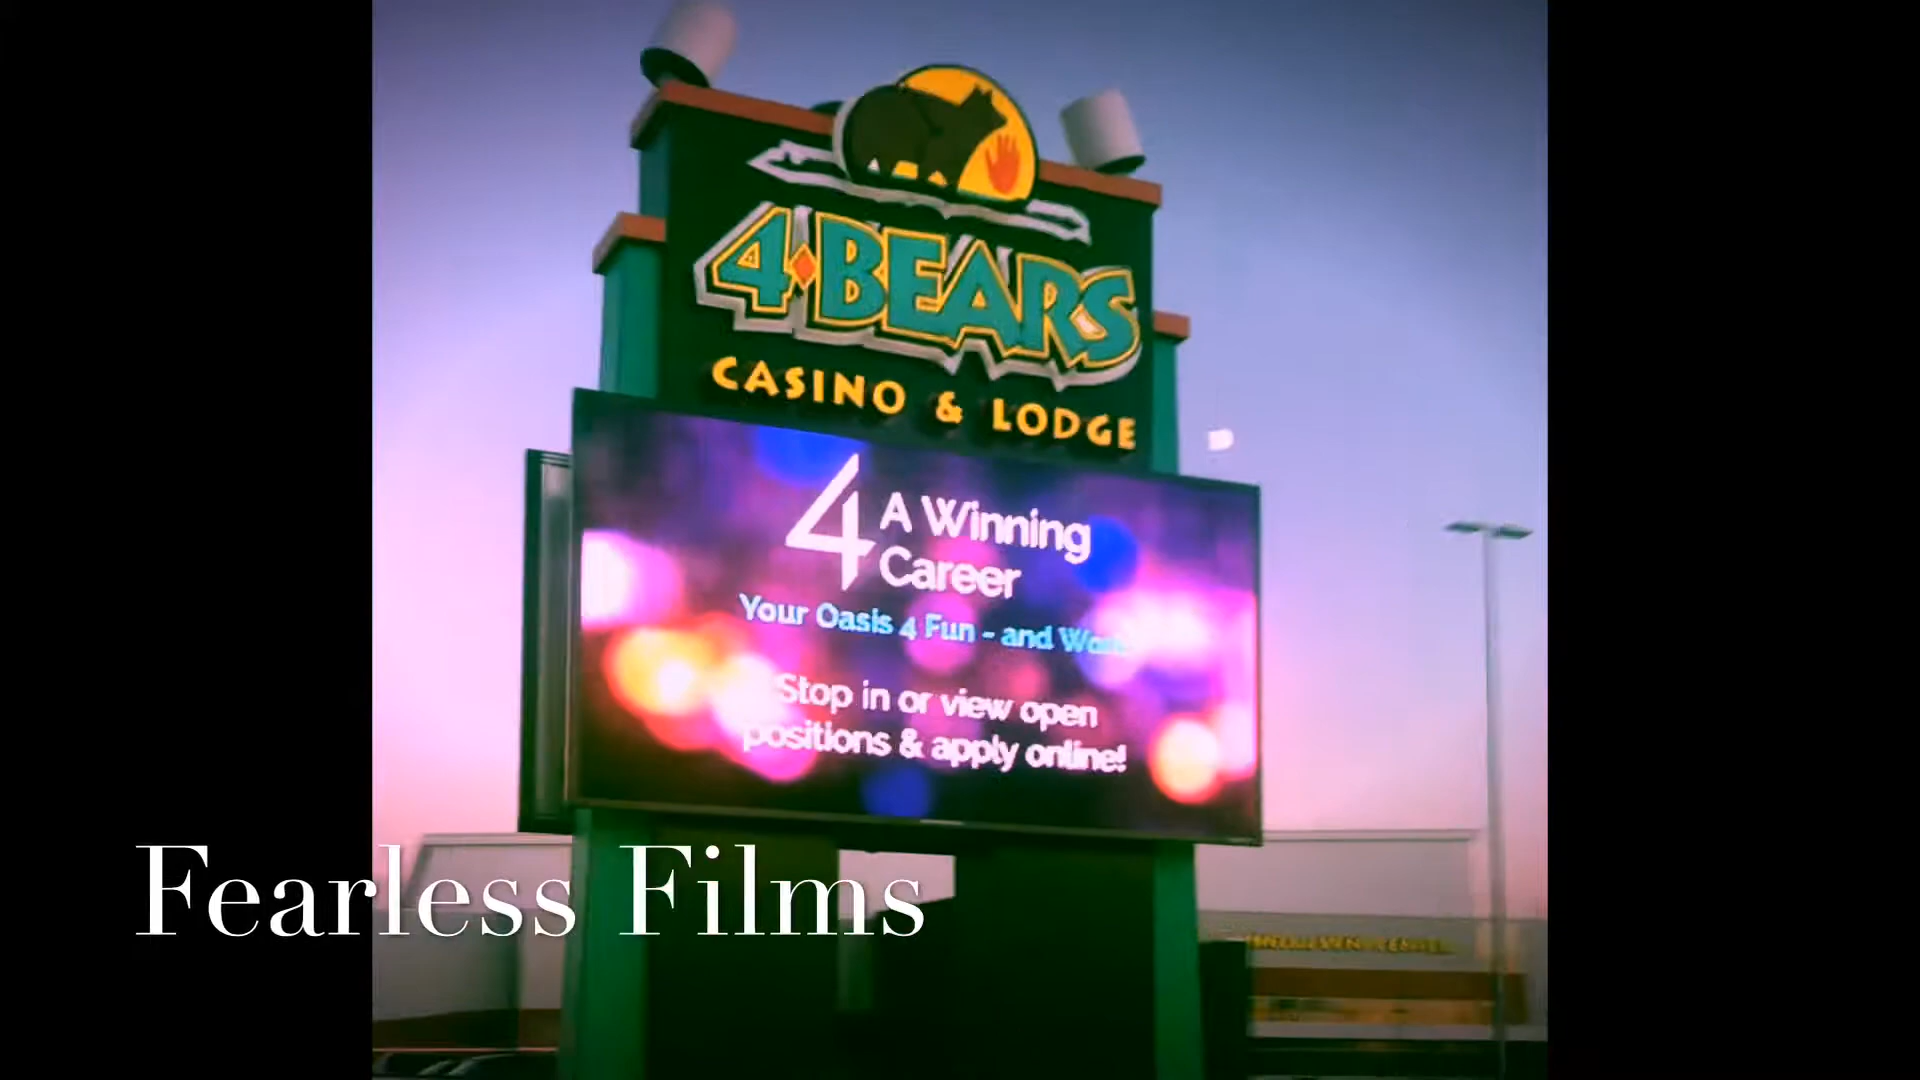 4 BEARS
CASINO & LODGE
4 A Winning
Career
Your Oasis 4 Fun - and Work
Stop in or view open
positions & apply online!
Fearless Films